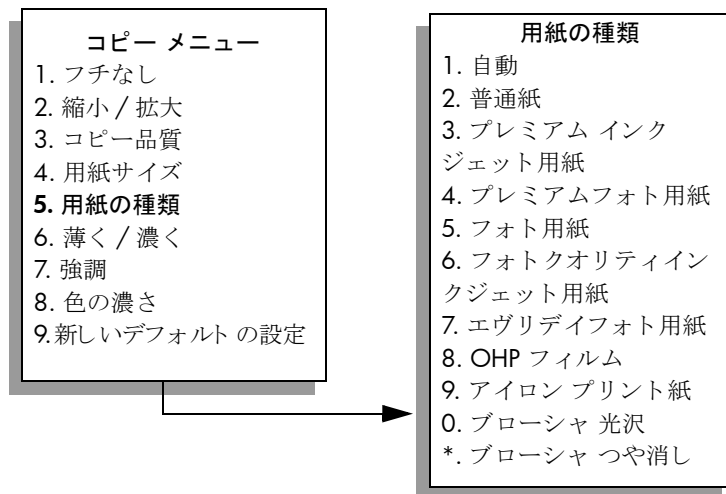 コピー メニュー
1. フチなし
2. 縮小 / 拡大
3. コピー品質
4. 用紙サイズ
5. 用紙の種類
6. 薄く / 濃く
7. 強調
8. 色の濃さ
9.新しいデフォルト の設定
用紙の種類
1. 自動
2. 普通紙
3. プレミアム インク
ジェット用紙
4. プレミアムフォト用紙
5. フォト用紙
6. フォトクオリティイン
クジェット用紙
7. エヴリデイフォト用紙
8. OHP フィルム
9. アイロン プリント紙
0. ブローシャ 光沢
*. ブローシャ つや消し